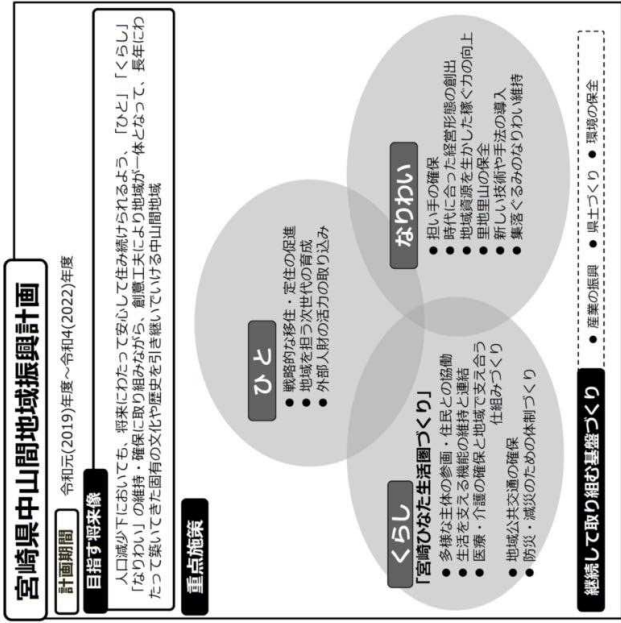 宮崎県中山間地域振興計画
計画期間 令和元(2019)年度~令和4(2022)年度
目指す将来像
人口減少下においても、将来にわたって安心して住み続けられるよう、「ひと」「くらし」
「なりわい」の維持・確保に取り組みながら、創意工夫により地域が一体となって、長年にわ
たって築いてきた固有の文化や歴史を引き継いでいける中山間地域
重点施策
ひと
● 戦略的な移住・定住の促進
● 地域を担う次世代の育成
● 外部人財の活力の取り込み
くらし
「宮崎ひなた生活圏づくり」
● 多様な主体の参画・住民との協働
● 生活を支える機能の維持と連結
● 医療・介護の確保と地域で支え合う
仕組みづくり
● 地域公共交通の確保
● 防災・減災のための体制づくり
なりわい
● 担い手の確保
● 時代に合った経営形態の創出
● 地域資源を生かした稼ぐ力の向上
● 里地里山の保全
● 新しい技術や手法の導入
● 集落ぐるみのなりわい維持
継続して取り組む基盤づくり ● 産業の振興 ● 県土づくり ● 環境の保全